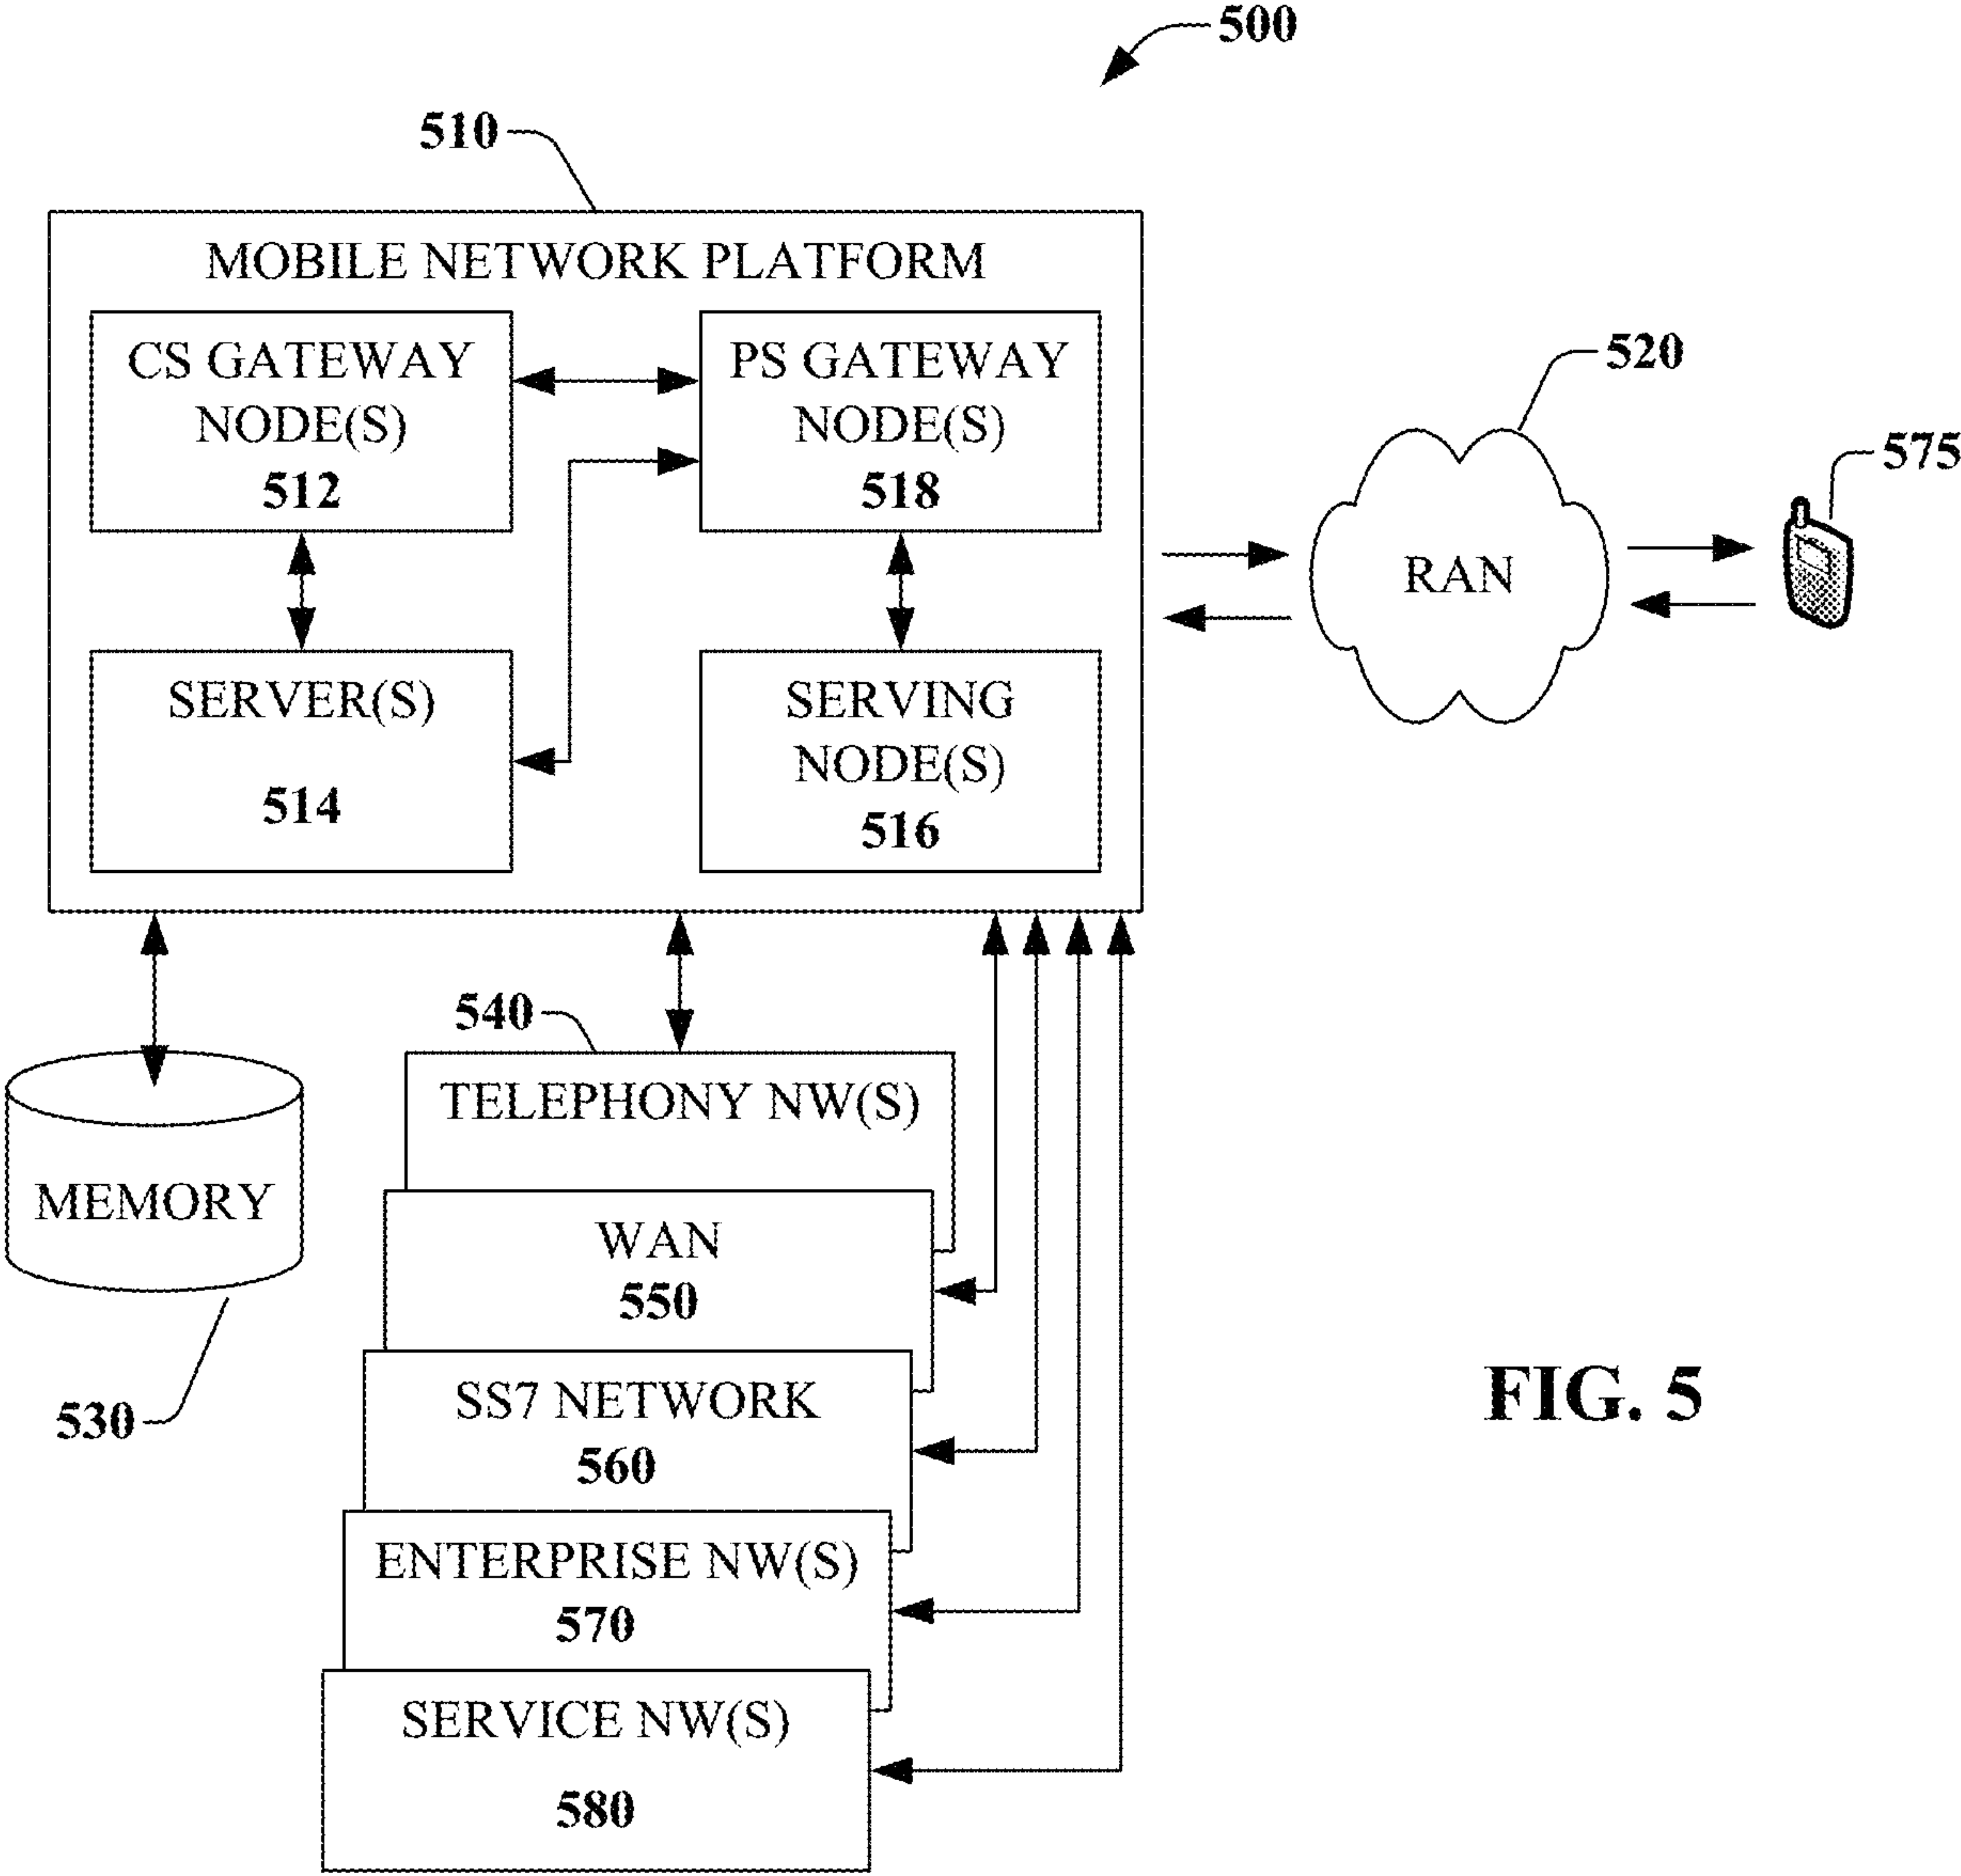 500
510
MOBILE NETWORK PLATFORM
CS GATEWAY
NODE(S)
512
PS GATEWAY
NODE(S)
518
SERVER(S)
514
SERVING
NODE(S)
516
520
RAN
575
540
TELEPHONY NW(S)
MEMORY
530
WAN
550
SS7 NETWORK
560
ENTERPRISE NW(S)
570
SERVICE NW(S)
580
FIG. 5